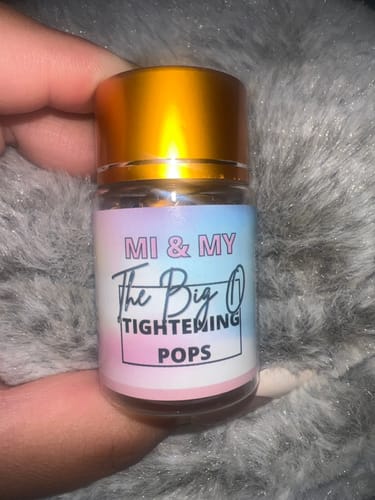 MI & MY
The Big O
TIGHTENING
POPS